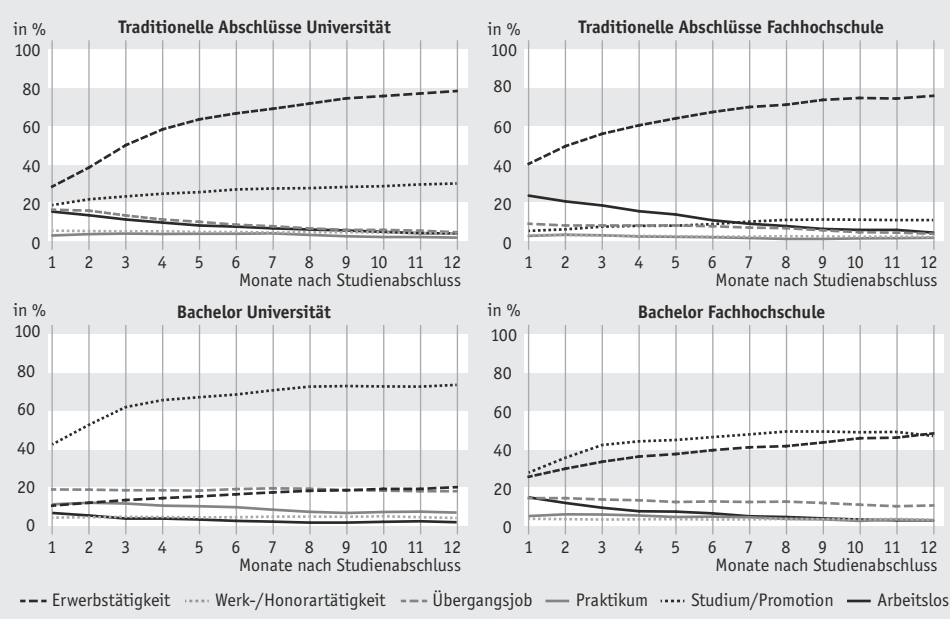 in %
Traditionelle Abschlüsse Universität
100
80
60
40
20
0
1 2 3 4 5 6 7 8 9 10 11 12
Monate nach Studienabschluss
in %
Traditionelle Abschlüsse Fachhochschule
100
80
60
40
20
0
1 2 3 4 5 6 7 8 9 10 11 12
Monate nach Studienabschluss
in %
Bachelor Universität
100
80
60
40
20
0
1 2 3 4 5 6 7 8 9 10 11 12
Monate nach Studienabschluss
in %
Bachelor Fachhochschule
100
80
60
40
20
0
1 2 3 4 5 6 7 8 9 10 11 12
Monate nach Studienabschluss
Erwerbstätigkeit Werk-/Honorartätigkeit Übergangsjob Praktikum Studium/Promotion Arbeitslos